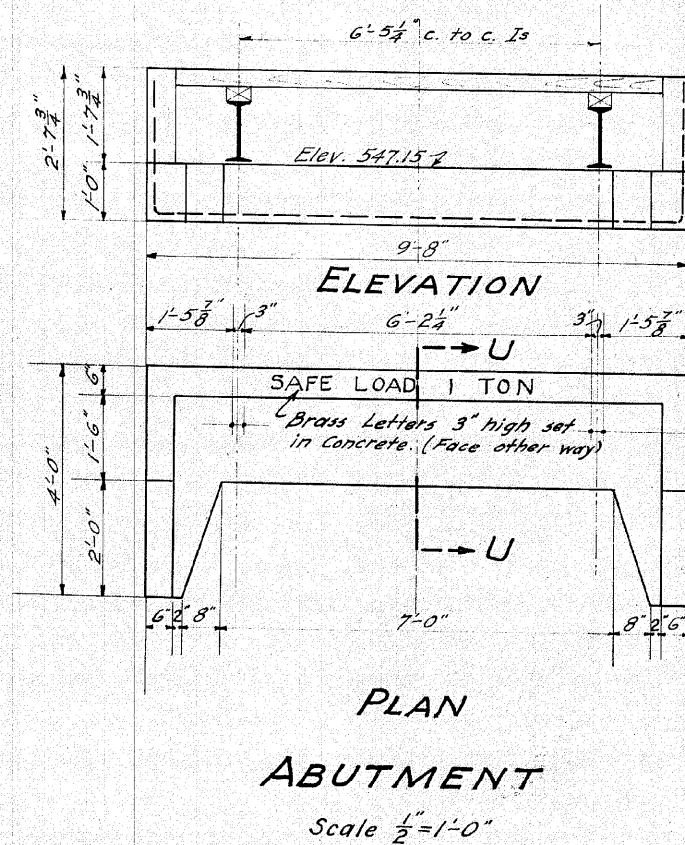 6'-5 1/4" c. to c. Is
2'-7 3/4"
1'-7 3/4"
1'-0"
Elev. 547.15
9'-8"
ELEVATION
1'-5 7/8"
3"
6'-2 1/4"
3"
1'-5 7/8"
U
SAFE LOAD 1 TON
Brass Letters 3" high set
in Concrete. (Face other way)
4'-0"
6"
1'-6"
2'-0"
U
6" 2" 8"
7'-0"
8" 2" 6"
PLAN
ABUTMENT
Scale 1/2"=1'-0"